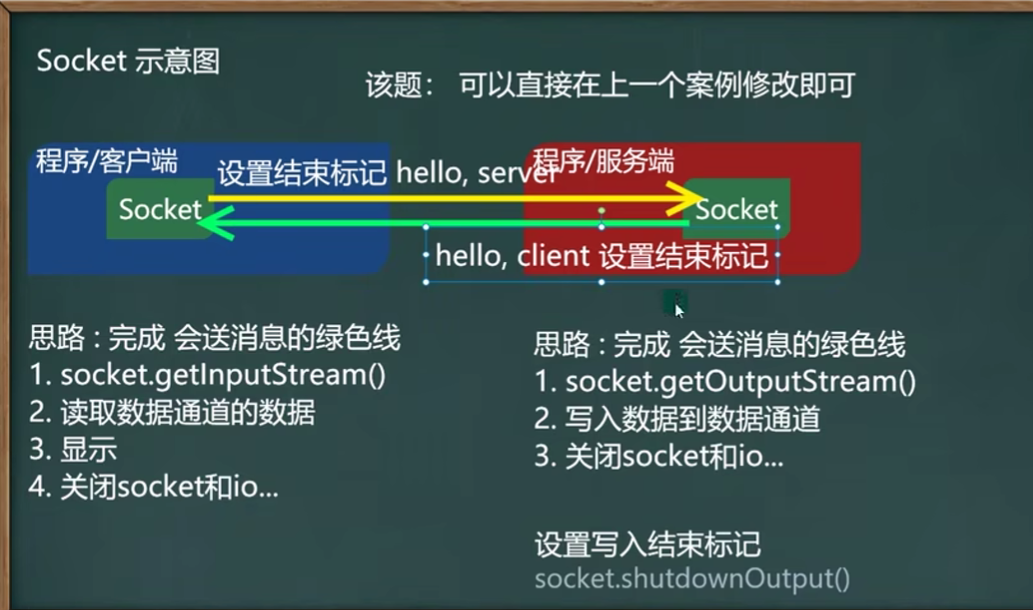 Socket 示意图
该题： 可以直接在上一个案例修改即可
程序/客户端
设置结束标记 hello, server
程序/服务端
Socket
Socket
hello, client 设置结束标记
思路 : 完成 会送消息的绿色线
1. socket.getInputStream()
2. 读取数据通道的数据
3. 显示
4. 关闭socket和io...
思路 : 完成 会送消息的绿色线
1. socket.getOutputStream()
2. 写入数据到数据通道
3. 关闭socket和io...
设置写入结束标记
socket.shutdownOutput()